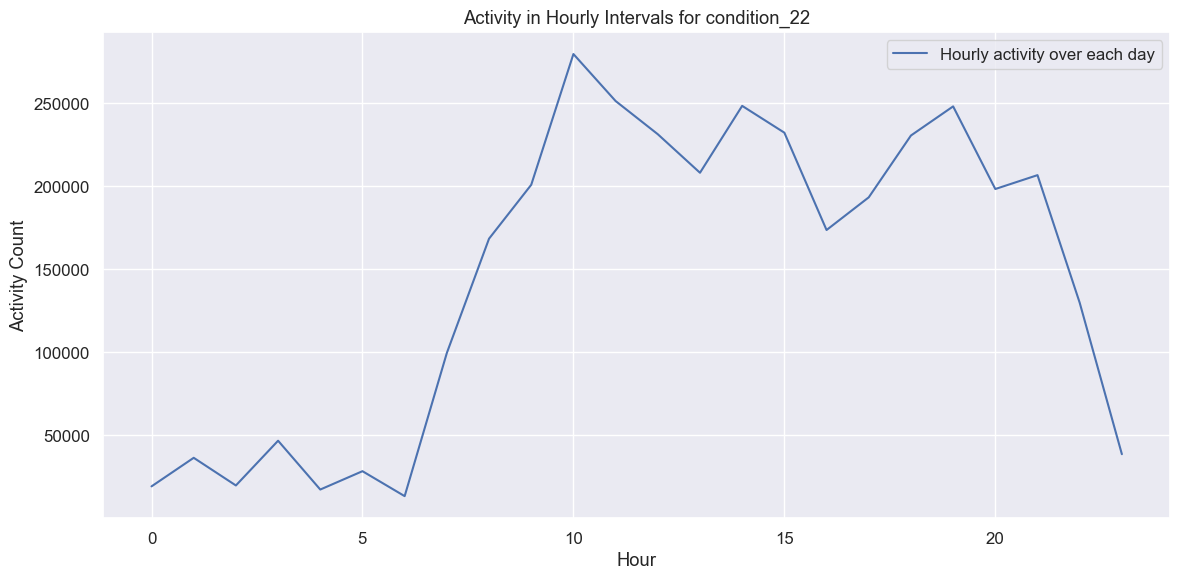 Activity in Hourly Intervals for condition_22
Hourly activity over each day
Activity Count
250000
200000
150000
100000
50000
0
5
10
15
20
Hour